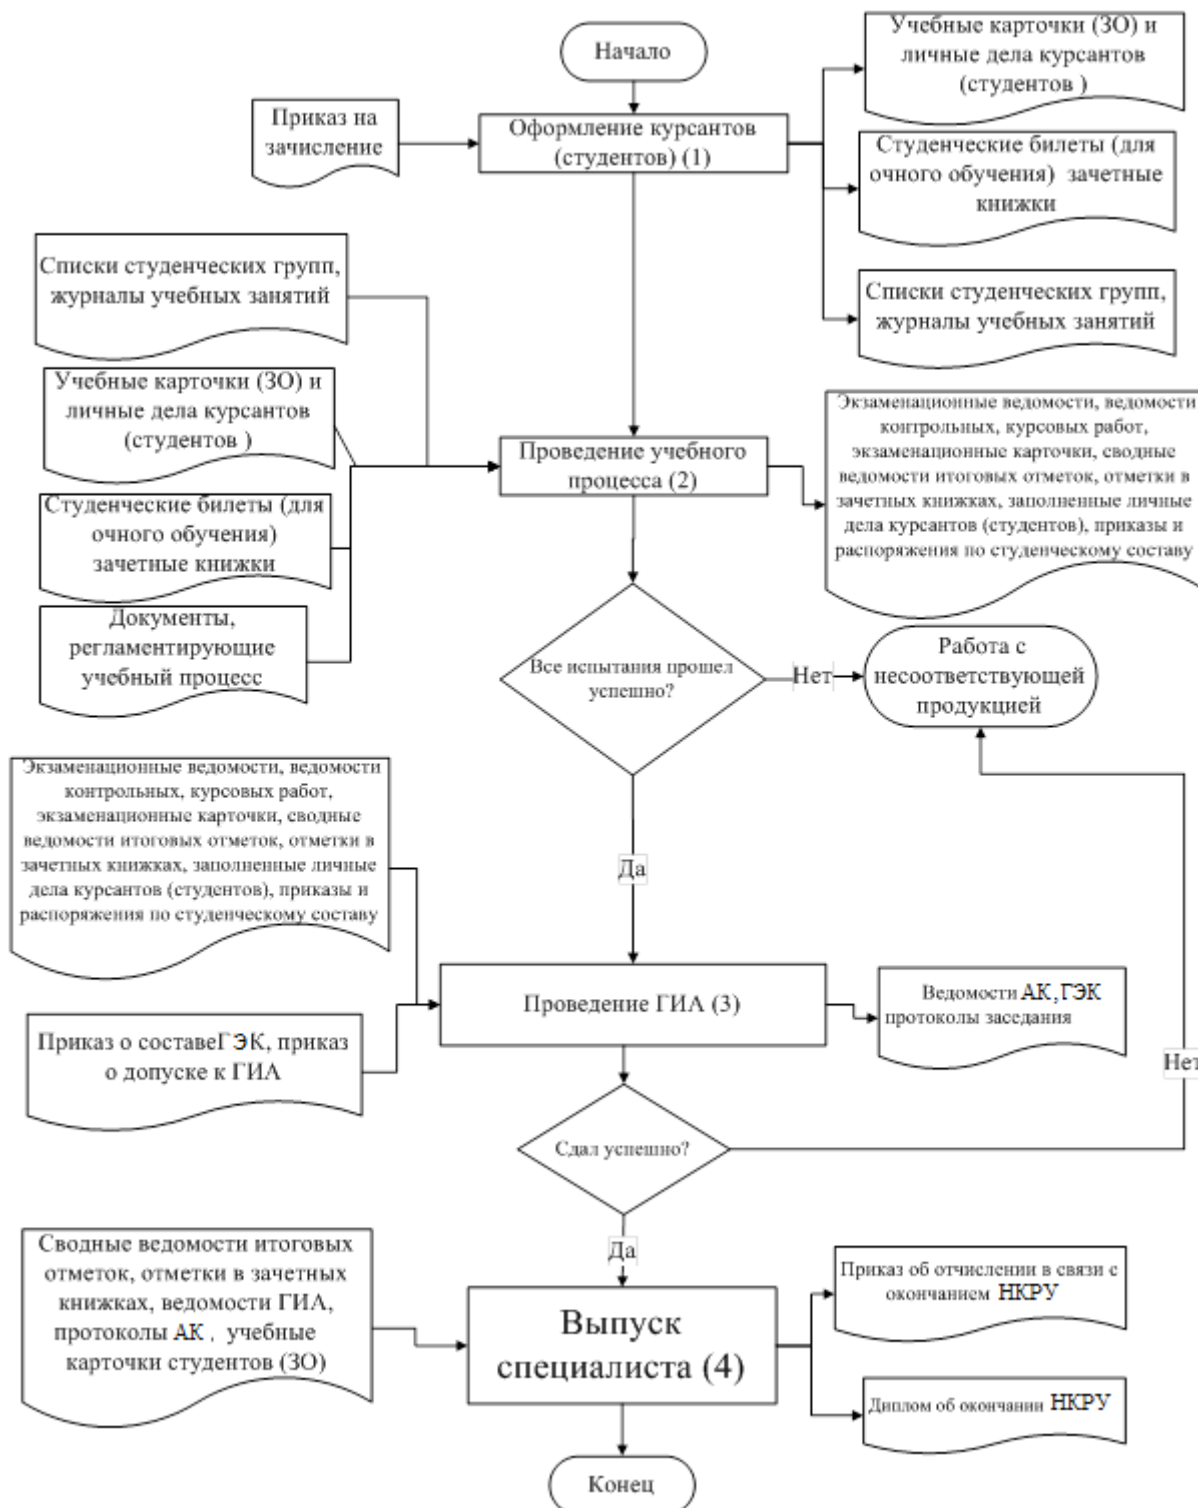 Начало
Учебные карточки (ЗО) и
личные дела курсантов
(студентов )
Приказ на
зачисление
Оформление курсантов
(студентов) (1)
Студенческие билеты (для
очного обучения) зачетные
книжки
Списки студенческих групп,
журналы учебных занятий
Списки студенческих групп,
журналы учебных занятий
Учебные карточки (ЗО) и
личные дела курсантов
(студентов )
Студенческие билеты (для
очного обучения)
зачетные книжки
Документы,
регламентирующие
учебный процесс
Проведение учебного
процесса (2)
Экзаменационные ведомости, ведомости
контрольных, курсовых работ,
экзаменационные карточки, сводные
ведомости итоговых отметок, отметки в
зачетных книжках, заполненные личные
дела курсантов (студентов), приказы и
распоряжения по студенческому составу
Все испытания прошел
успешно?
Нет
Работа с
несоответствующей
продукцией
Да
Экзаменационные ведомости, ведомости
контрольных, курсовых работ,
экзаменационные карточки, сводные
ведомости итоговых отметок, отметки в
зачетных книжках, заполненные личные
дела курсантов (студентов), приказы и
распоряжения по студенческому составу
Приказ о составеГЭК, приказ
о допуске к ГИА
Проведение ГИА (3)
Ведомости АК,ГЭК
протоколы заседания
Нет
Сдал успешно?
Да
Сводные ведомости итоговых
отметок, отметки в зачетных
книжках, ведомости ГИА,
протоколы АК , учебные
карточки студентов (ЗО)
Выпуск
специалиста (4)
Приказ об отчислении в связи с
окончанием НКРУ
Диплом об окончании НКРУ
Конец